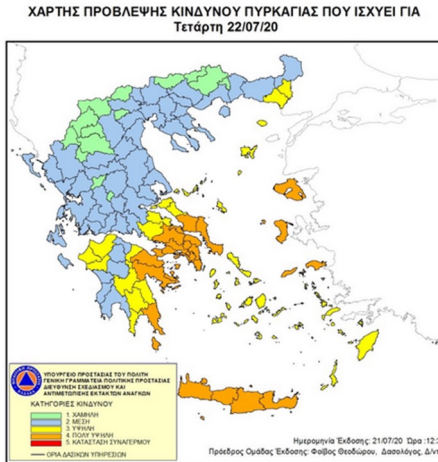 ΧΑΡΤΗΣ ΠΡΟΒΛΕΨΗΣ ΚΙΝΔΥΝΟΥ ΠΥΡΚΑΓΙΑΣ ΠΟΥ ΙΣΧΥΕΙ ΓΙΑ
Τετάρτη 22/07/20
ΥΠΟΥΡΓΕΙΟ ΠΡΟΣΤΑΣΙΑΣ ΤΟΥ ΠΟΛΙΤΗ
ΓΕΝΙΚΗ ΓΡΑΜΜΑΤΕΙΑ ΠΟΛΙΤΙΚΗΣ ΠΡΟΣΤΑΣΙΑΣ
ΔΙΕΥΘΥΝΣΗ ΣΧΕΔΙΑΣΜΟΥ ΚΑΙ
ΑΝΤΙΜΕΤΩΠΙΣΗΣ ΕΚΤΑΚΤΩΝ ΑΝΑΓΚΩΝ
ΚΑΤΗΓΟΡΙΕΣ ΚΙΝΔΥΝΟΥ
1. ΧΑΜΗΛΗ
2. ΜΕΣΗ
3. ΥΨΗΛΗ
4. ΠΟΛΥ ΥΨΗΛΗ
5. ΚΑΤΑΣΤΑΣΗ ΣΥΝΑΓΕΡΜΟΥ
ΟΡΙΑ ΔΑΣΙΚΩΝ ΥΠΗΡΕΣΙΩΝ
Ημερομηνία Έκδοσης: 21/07/20 Ώρα :12:
Πρόεδρος Ομάδας Έκδοσης: Φοίβος Θεοδώρου, Δασολόγος, Δ/ν